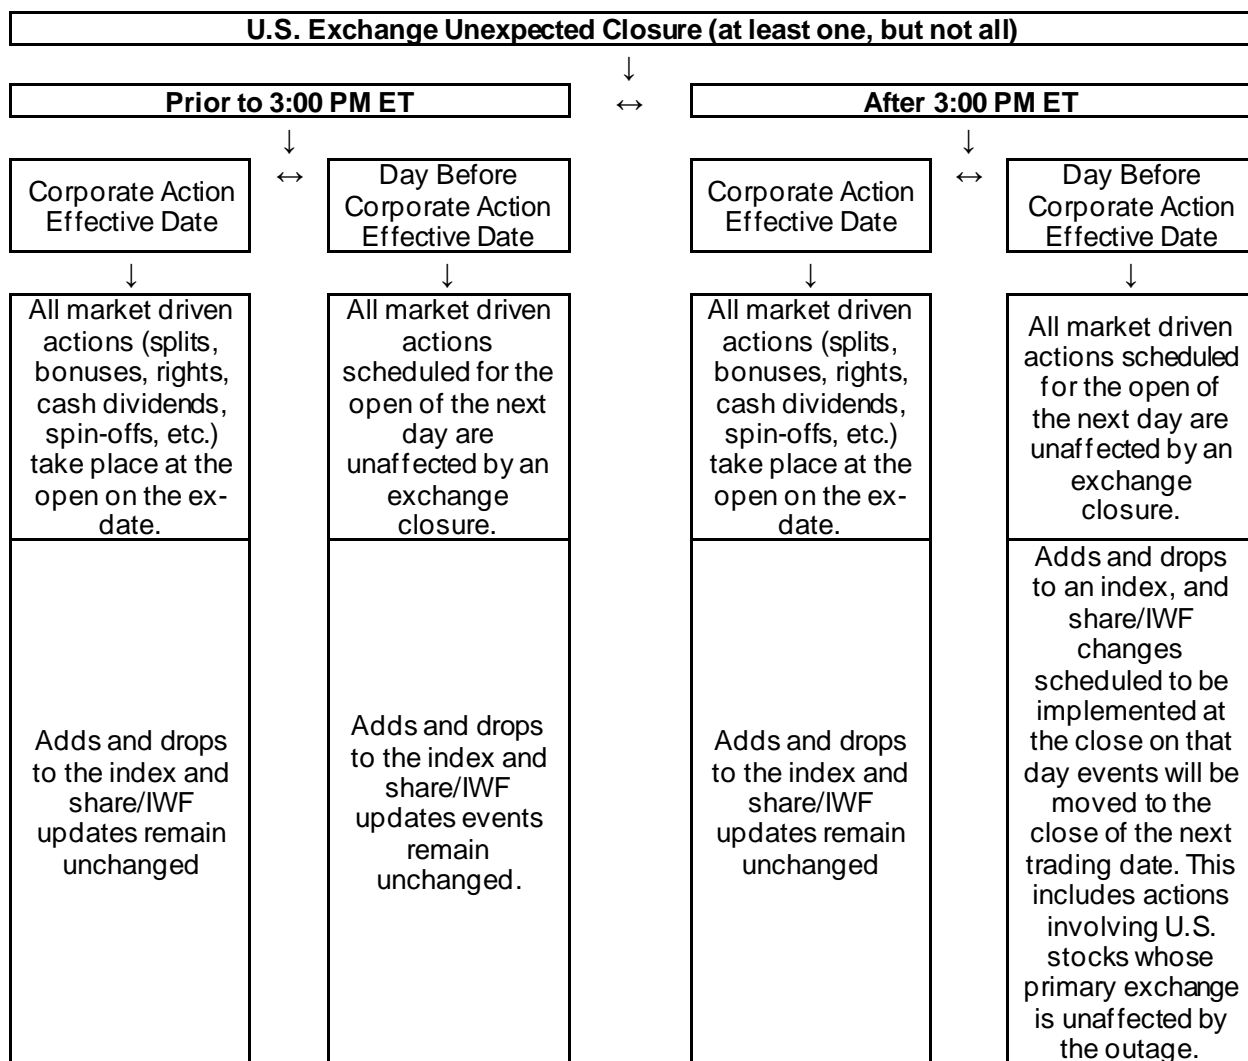 U.S. Exchange Unexpected Closure (at least one, but not all)
↓
Prior to 3:00 PM ET
↔
After 3:00 PM ET
↓
↓
Corporate Action
Effective Date
↔
Day Before
Corporate Action
Effective Date
Corporate Action
Effective Date
↔
Day Before
Corporate Action
Effective Date
↓
↓
↓
↓
All market driven
actions (splits,
bonuses, rights,
cash dividends,
spin-offs, etc.)
take place at the
open on the ex-
date.
All market driven
actions
scheduled for the
open of the next
day are
unaffected by an
exchange
closure.
All market driven
actions (splits,
bonuses, rights,
cash dividends,
spin-offs, etc.)
take place at the
open on the ex-
date.
All market driven
actions scheduled
for the open of
the next day are
unaffected by an
exchange
closure.
Adds and drops
to the index and
share/IWF
updates remain
unchanged
Adds and drops
to the index and
share/IWF
updates events
remain
unchanged.
Adds and drops
to the index and
share/IWF
updates remain
unchanged
Adds and drops
to an index, and
share/IWF
changes
scheduled to be
implemented at
the close on that
day events will be
moved to the
close of the next
trading date. This
includes actions
involving U.S.
stocks whose
primary exchange
is unaffected by
the outage.